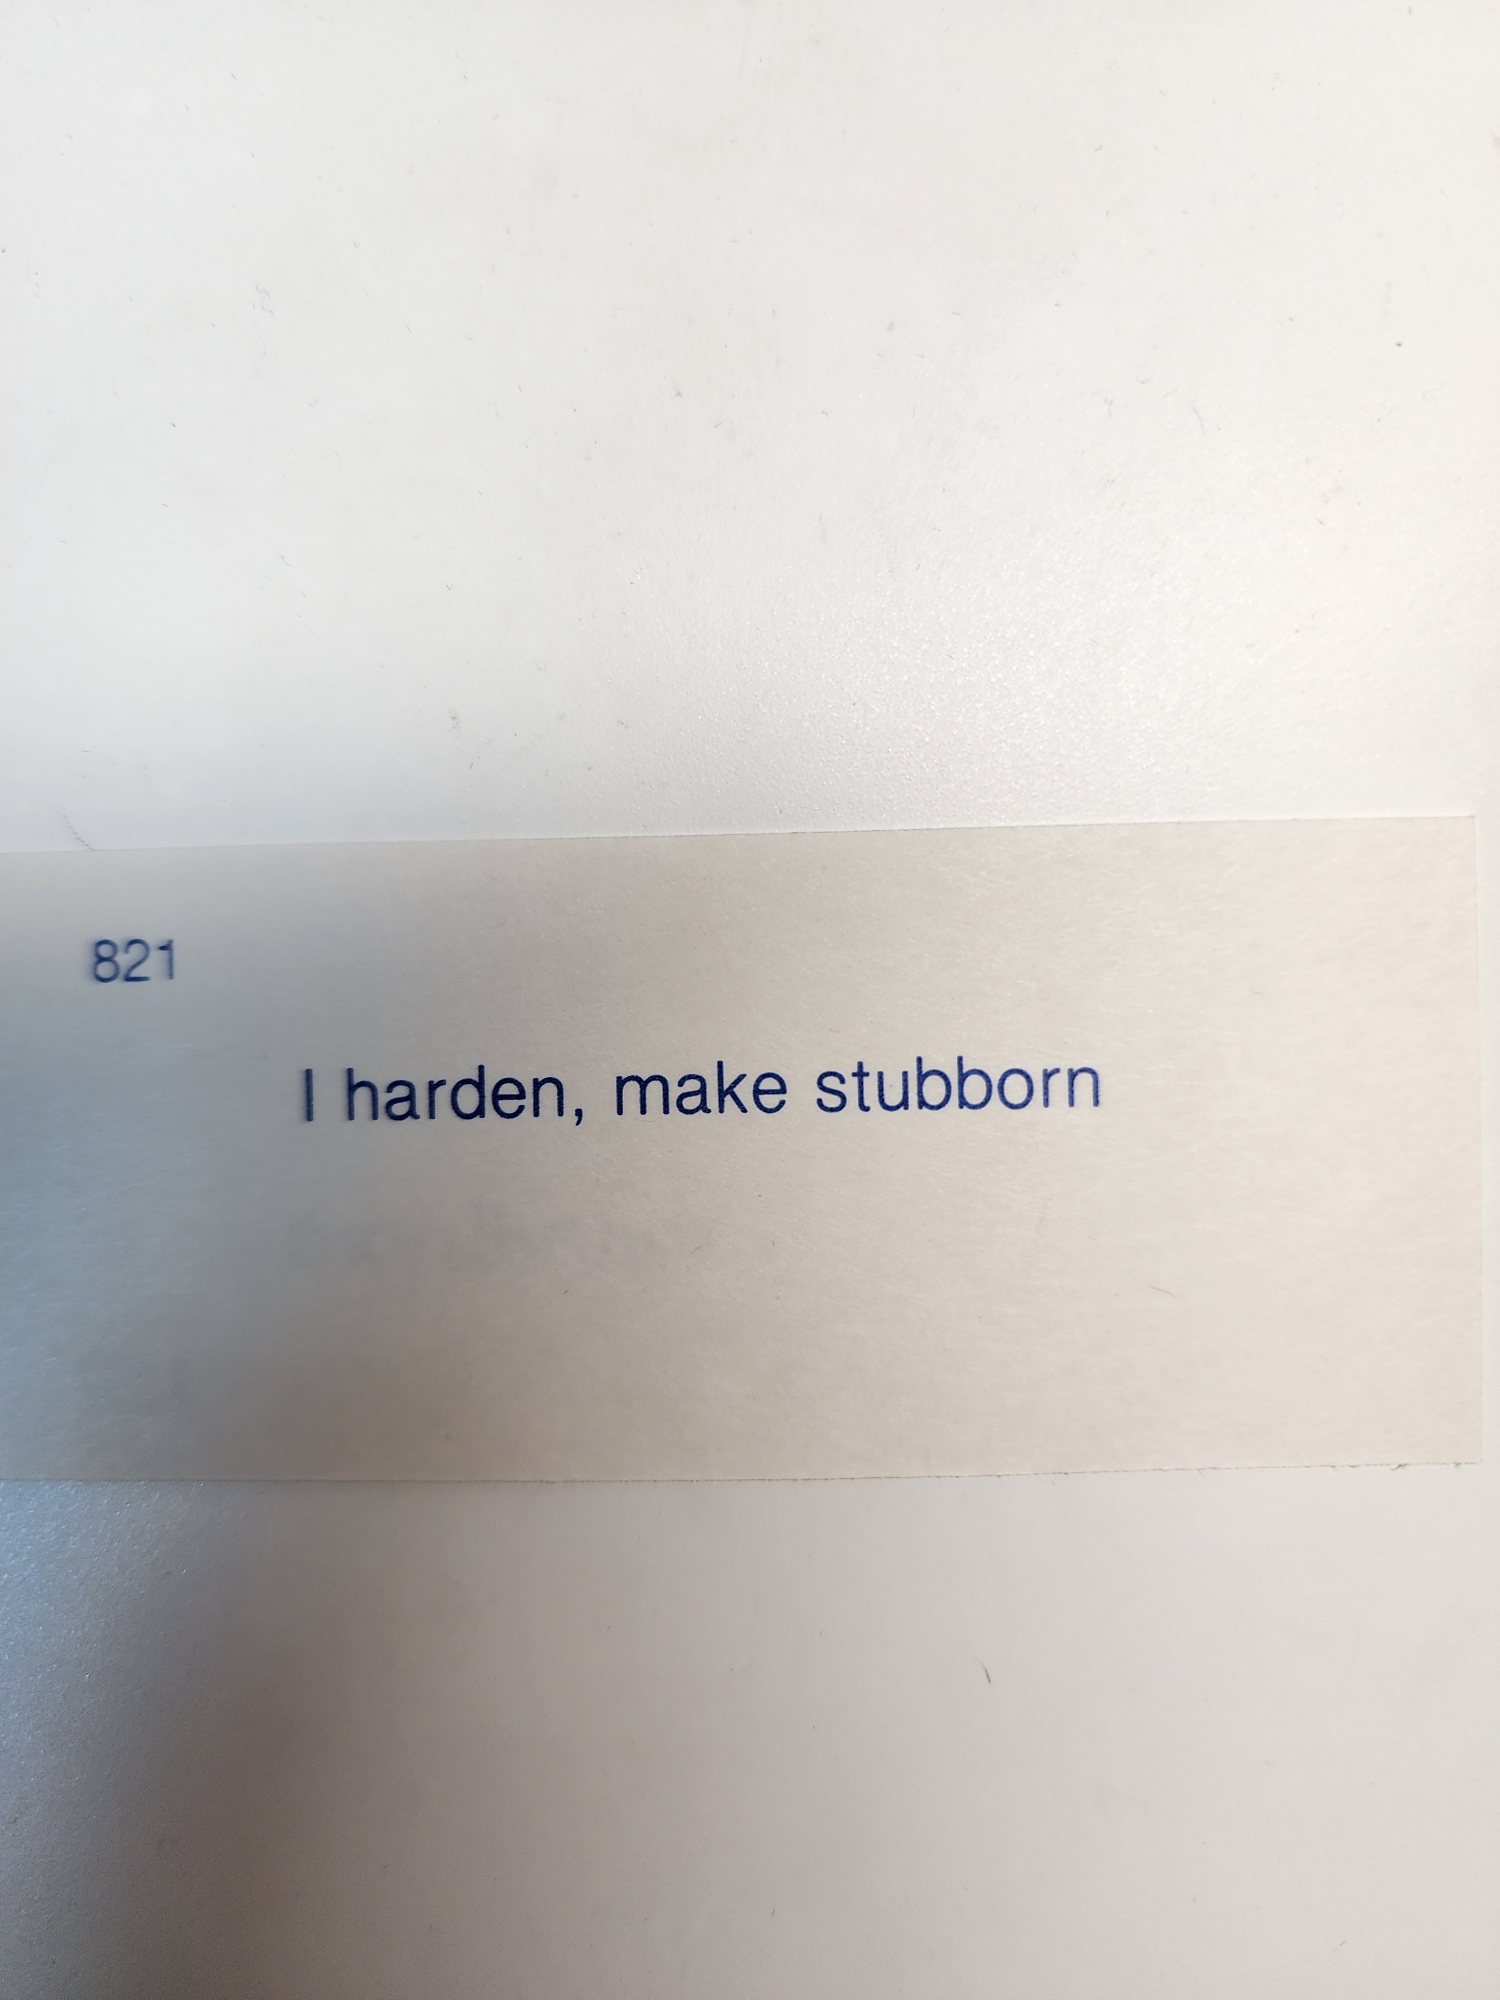 821
I harden, make stubborn